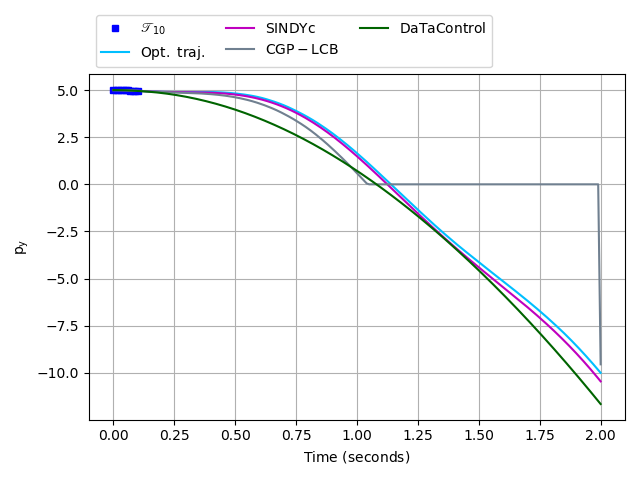 𝒯10 SINDYc DaTaControl
Opt. traj. CGP−LCB
5.0
2.5
0.0
−2.5
−5.0
−7.5
−10.0
py
0.00 0.25 0.50 0.75 1.00 1.25 1.50 1.75 2.00
Time (seconds)